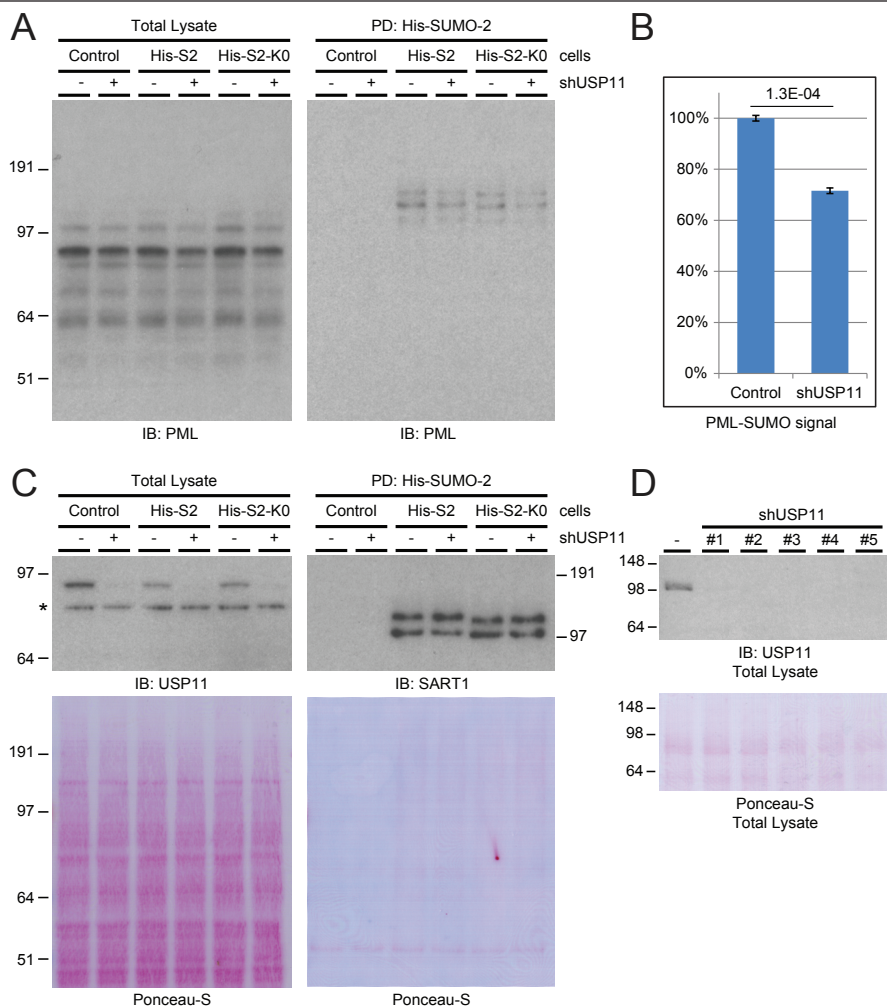 A
Total Lysate PD: His-SUMO-2
Control His-S2 His-S2-K0 Control His-S2 His-S2-K0 cells
- + - + - + - + - + - + shUSP11
191
97
64
51
IB: PML IB: PML
B
1.3E-04
100%
80%
60%
40%
20%
0%
Control shUSP11
PML-SUMO signal
C
Total Lysate PD: His-SUMO-2
Control His-S2 His-S2-K0 Control His-S2 His-S2-K0 cells
- + - + - + - + - + - + shUSP11
97 191
*
64 97
IB: USP11 IB: SART1
191
97
64
51
Ponceau-S Ponceau-S
D
shUSP11
- #1 #2 #3 #4 #5
148
98
64
IB: USP11
Total Lysate
148
98
64
Ponceau-S
Total Lysate